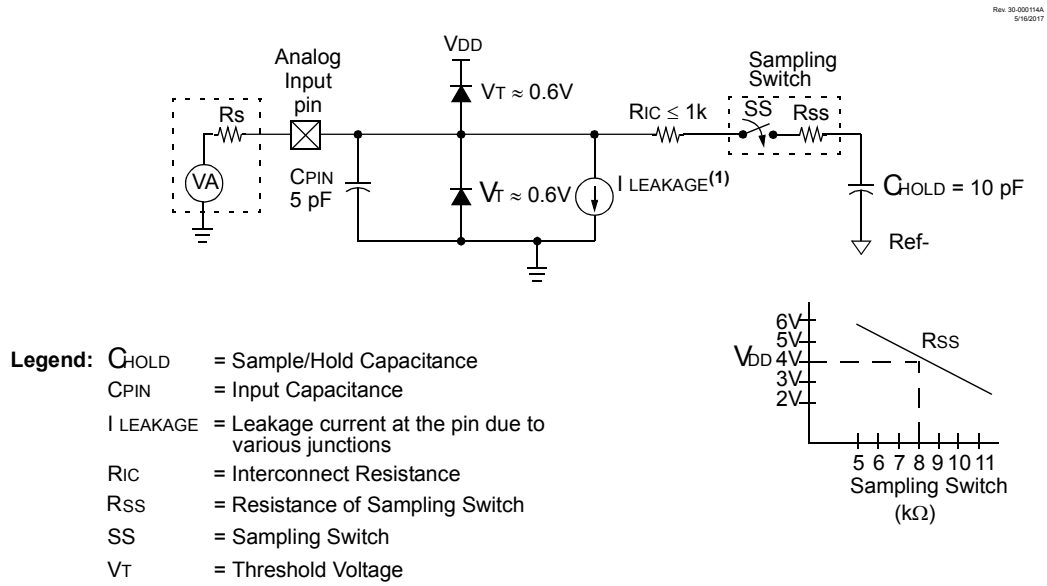 Rev. 30-000114A
5/16/2017
VDD
Analog
Input
pin
Sampling
Switch
VT ≈ 0.6V
Rs
RIC ≤ 1k
SS
Rss
VA
CPIN
5 pF
VT ≈ 0.6V
I LEAKAGE(1)
CHOLD = 10 pF
Ref-
6V
5V
VDD 4V
3V
2V
Rss
5 6 7 8 9 10 11
Sampling Switch
(kΩ)
Legend: CHOLD = Sample/Hold Capacitance
CPIN = Input Capacitance
I LEAKAGE = Leakage current at the pin due to
various junctions
RIC = Interconnect Resistance
RSS = Resistance of Sampling Switch
SS = Sampling Switch
VT = Threshold Voltage